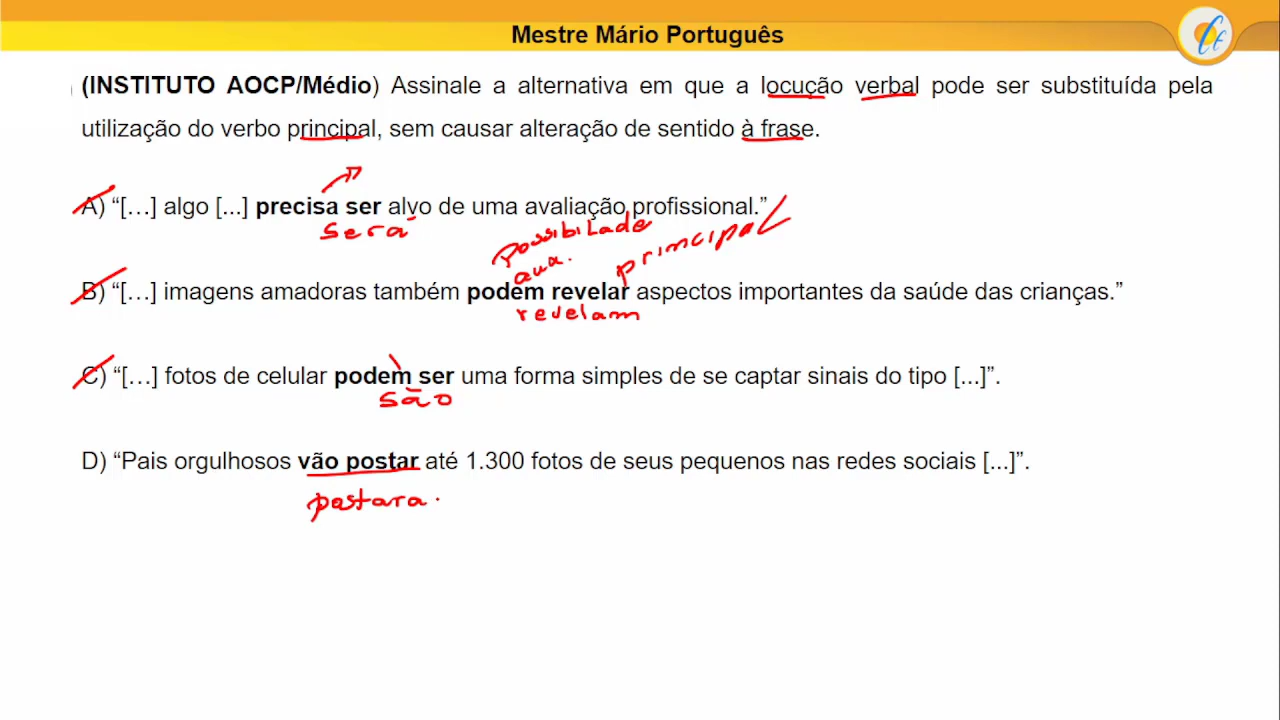 Mestre Mário Português
(INSTITUTO AOCP/Médio) Assinale a alternativa em que a locução verbal pode ser substituída pela
utilização do verbo principal, sem causar alteração de sentido à frase.
A) “[…] algo [...] precisa ser alvo de uma avaliação profissional.”
será
possibilade
aux.
principal
B) “[…] imagens amadoras também podem revelar aspectos importantes da saúde das crianças.”
revelam
C) “[…] fotos de celular podem ser uma forma simples de se captar sinais do tipo [...]”.
são
D) “Pais orgulhosos vão postar até 1.300 fotos de seus pequenos nas redes sociais [...]”.
postara